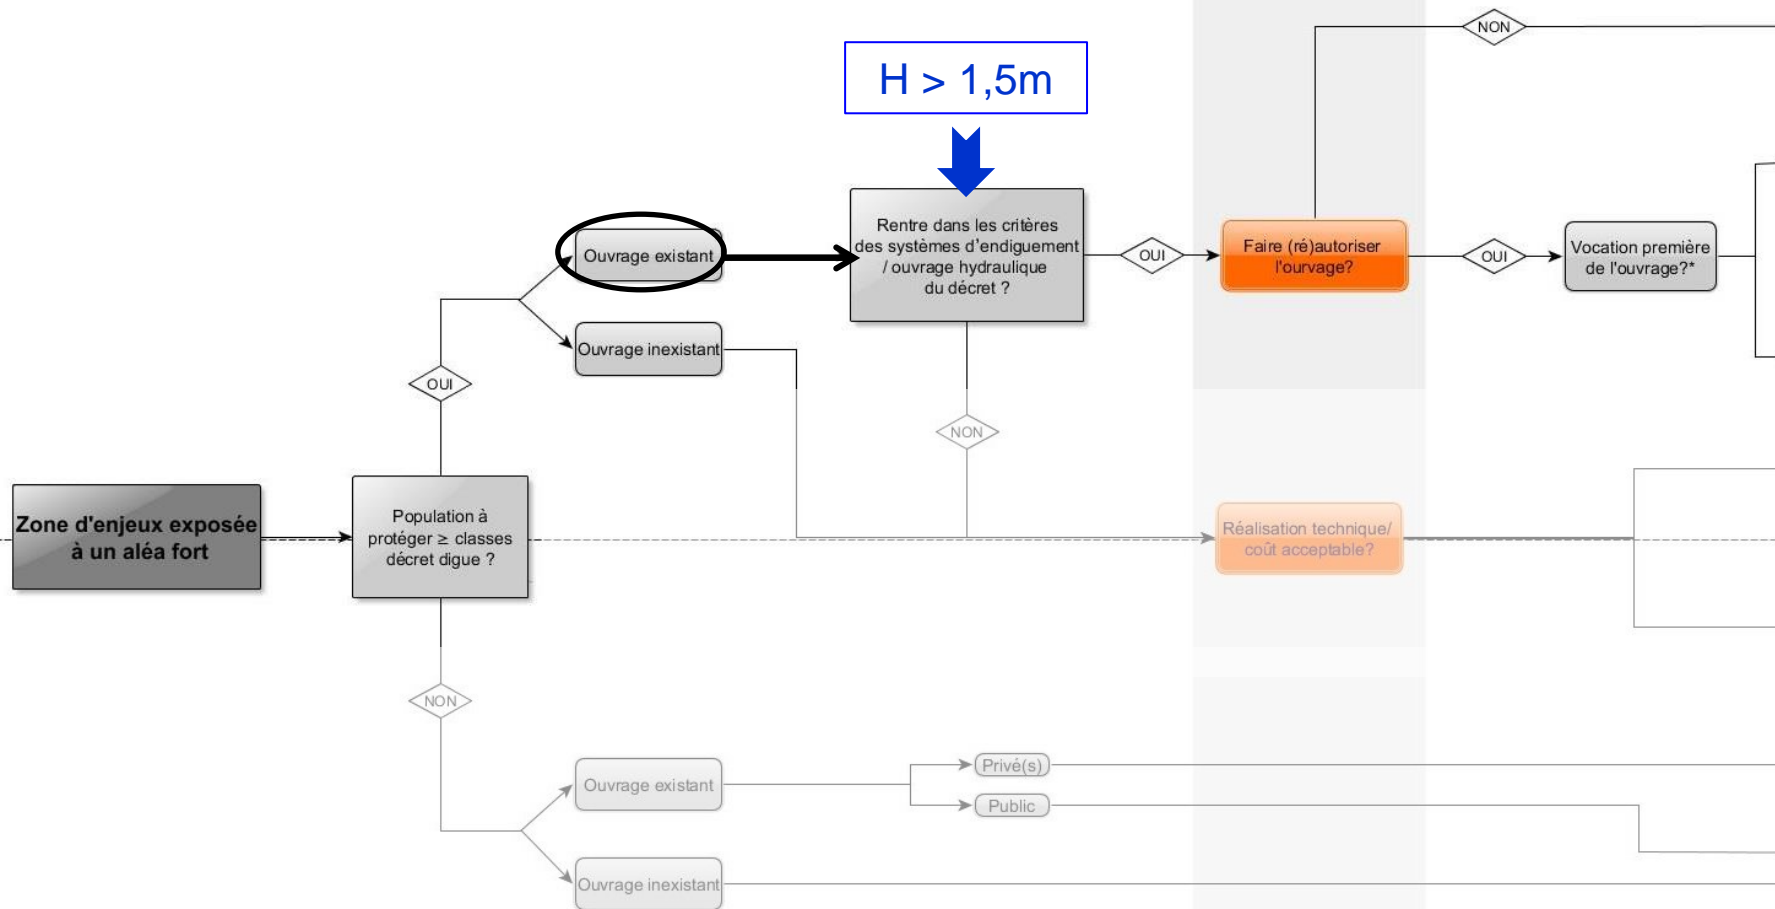 NON
H > 1,5m
Rentre dans les critères
des systèmes d'endiguement
/ ouvrage hydraulique
du décret ?
Ouvrage existant
OUI
Faire (ré)autoriser
l'ourvage?
OUI
Vocation première
de l'ouvrage?*
Ouvrage inexistant
OUI
NON
Zone d'enjeux exposée
à un aléa fort
Population à
protéger ≥ classes
décret digue ?
Réalisation technique/
coût acceptable?
NON
Ouvrage existant
Privé(s)
Public
Ouvrage inexistant